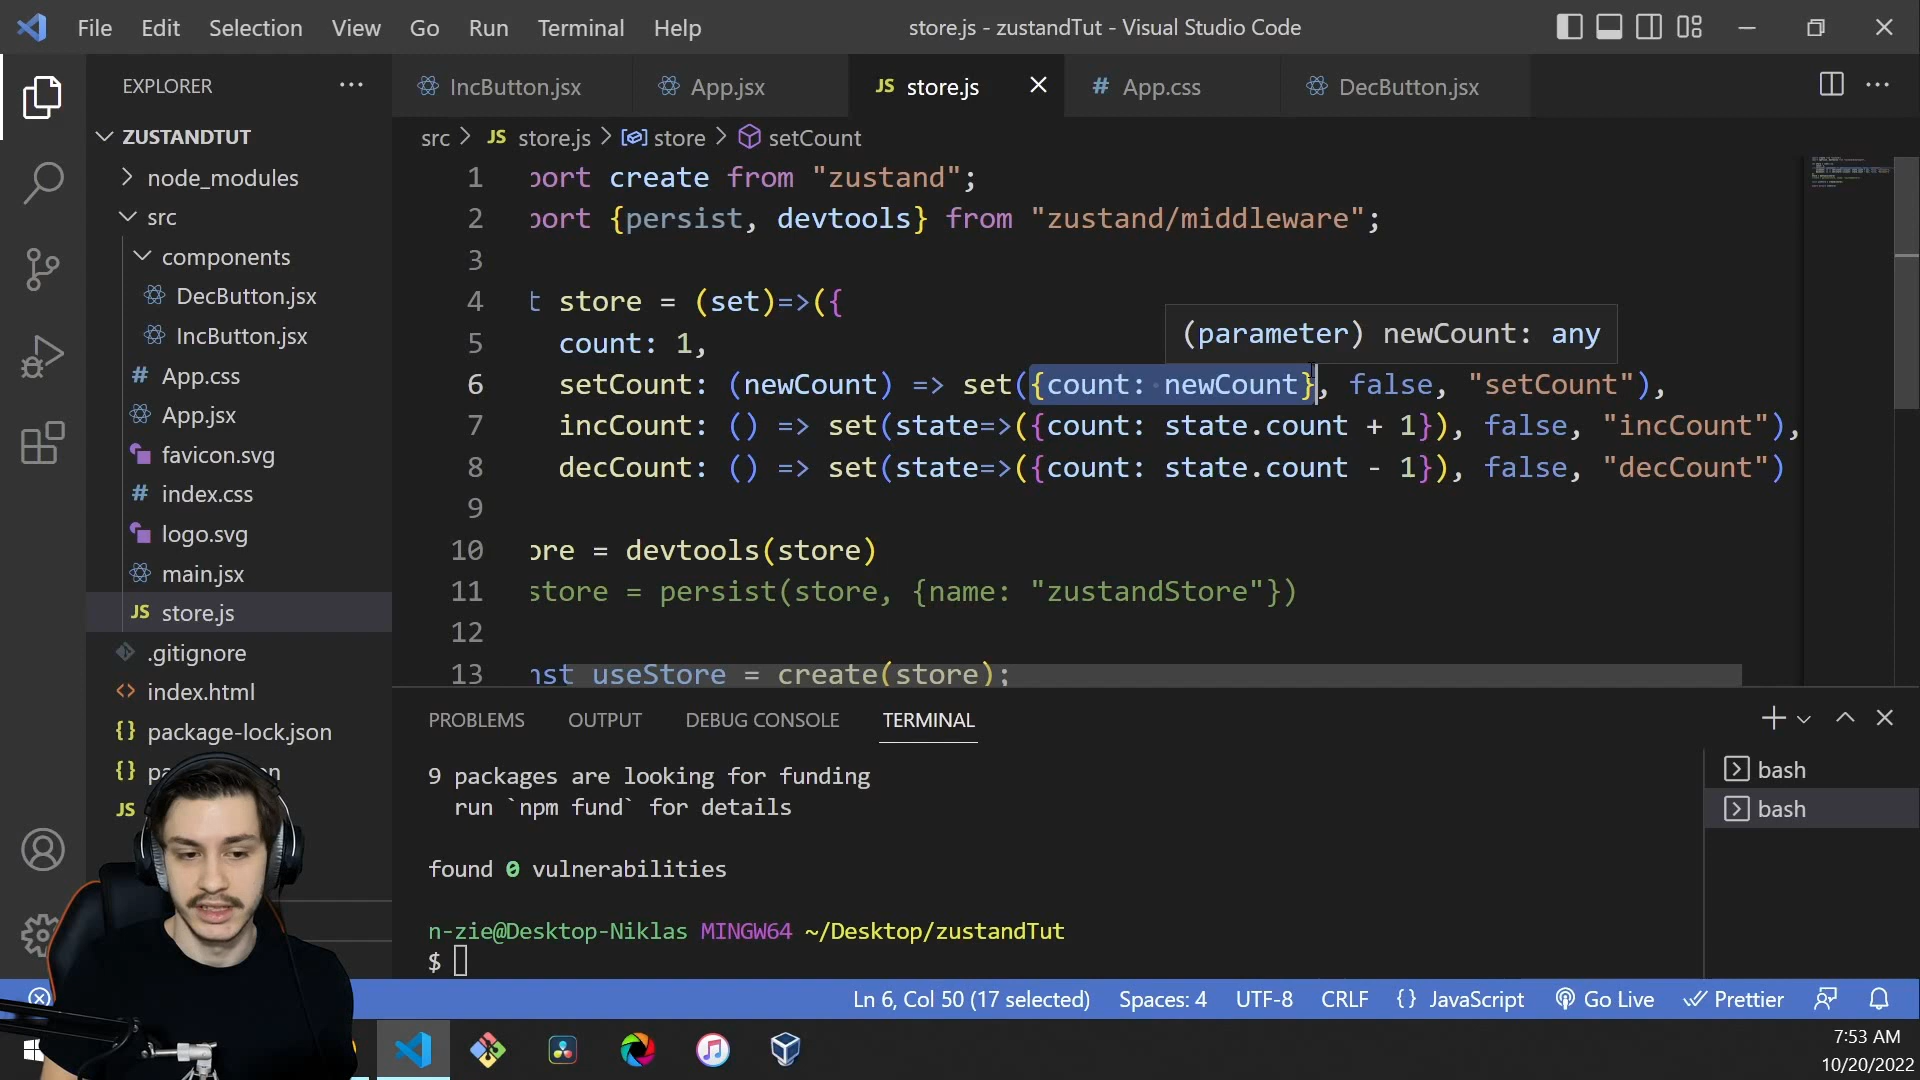 File Edit Selection View Go Run Terminal Help
store.js - zustandTut - Visual Studio Code
EXPLORER
ZUSTANDTUT
node_modules
src
components
DecButton.jsx
IncButton.jsx
App.css
App.jsx
favicon.svg
index.css
logo.svg
main.jsx
JS store.js
.gitignore
index.html
package-lock.json
JS
IncButton.jsx App.jsx JS store.js # App.css DecButton.jsx
src > JS store.js > store > setCount
1 port create from "zustand";
2 port {persist, devtools} from "zustand/middleware";
3
4 t store = (set)=>({
5 count: 1,
(parameter) newCount: any
6 setCount: (newCount) => set({count: newCount}, false, "setCount"),
7 incCount: () => set(state=>({count: state.count + 1}), false, "incCount"),
8 decCount: () => set(state=>({count: state.count - 1}), false, "decCount")
9
10 ore = devtools(store)
11 store = persist(store, {name: "zustandStore"})
12
13 nst useStore = create(store);
PROBLEMS OUTPUT DEBUG CONSOLE TERMINAL
9 packages are looking for funding
run `npm fund` for details
found 0 vulnerabilities
n-zie@Desktop-Niklas MINGW64 ~/Desktop/zustandTut
$
bash
bash
Ln 6, Col 50 (17 selected) Spaces: 4 UTF-8 CRLF {} JavaScript Go Live Prettier
7:53 AM
10/20/2022